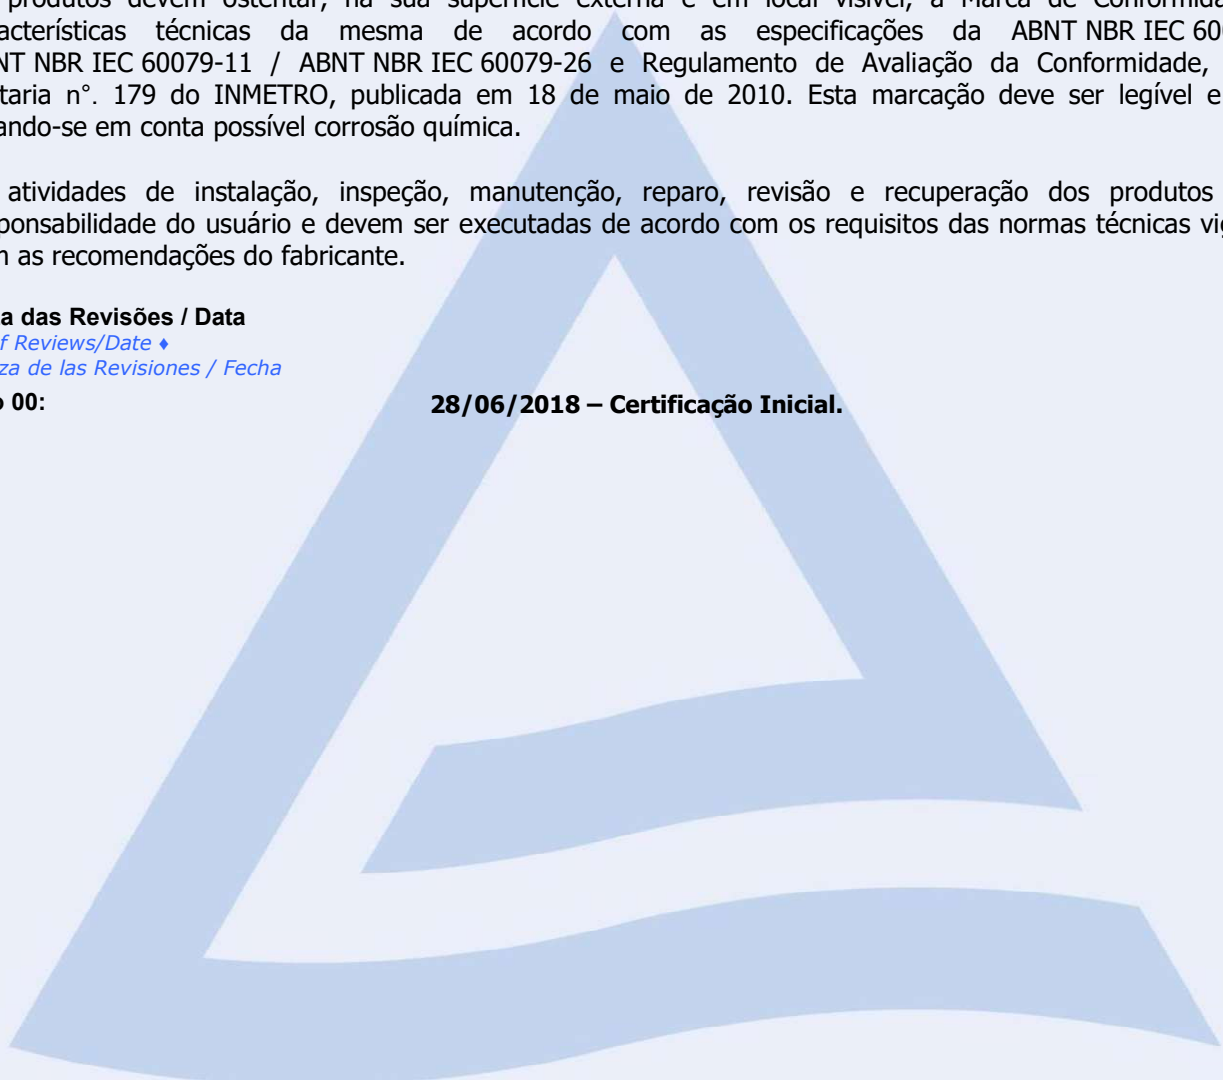 produtos devem ostentar, na sua superfície externa e em local visível, a Marca de Conformida
acterísticas técnicas da mesma de acordo com as especificações da ABNT NBR IEC 600
NT NBR IEC 60079-11 / ABNT NBR IEC 60079-26 e Regulamento de Avaliação da Conformidade,
taria n°. 179 do INMETRO, publicada em 18 de maio de 2010. Esta marcação deve ser legível e
ando-se em conta possível corrosão química.
atividades de instalação, inspeção, manutenção, reparo, revisão e recuperação dos produtos
ponsabilidade do usuário e devem ser executadas de acordo com os requisitos das normas técnicas vig
m as recomendações do fabricante.
a das Revisões / Data
f Reviews/Date ♦
za de las Revisiones / Fecha
o 00: 28/06/2018 – Certificação Inicial.